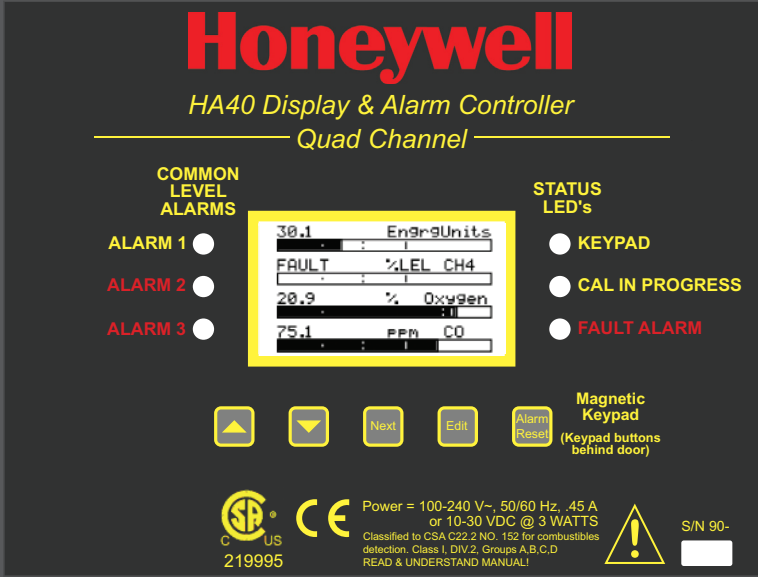 Honeywell
HA40 Display & Alarm Controller
Quad Channel
COMMON
LEVEL
ALARMS
STATUS
LED's
ALARM 1
ALARM 2
ALARM 3
30.1 EngrgUnits
FAULT %LEL CH4
20.9 % Oxygen
75.1 ppm CO
KEYPAD
CAL IN PROGRESS
FAULT ALARM
Next
Edit
Alarm
Reset
Magnetic
Keypad
(Keypad buttons
behind door)
CSA
C US
219995
CE
Power = 100-240 V~, 50/60 Hz, .45 A
or 10-30 VDC @ 3 WATTS
Classified to CSA C22.2 NO. 152 for combustibles
detection. Class I, DIV.2, Groups A,B,C,D
READ & UNDERSTAND MANUAL!
S/N 90-